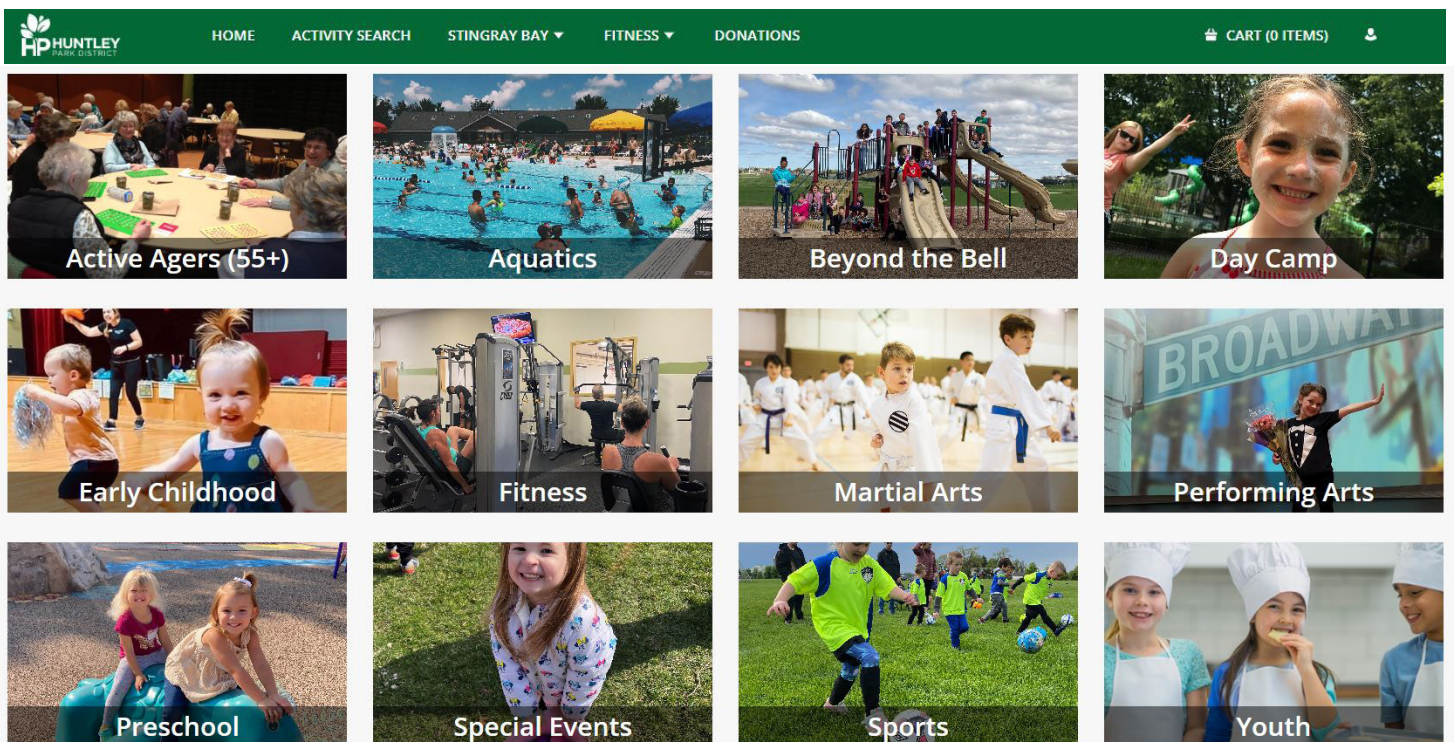 HP HUNTLEY
PARK DISTRICT
HOME
ACTIVITY SEARCH
STINGRAY BAY
FITNESS
DONATIONS
CART (0 ITEMS)
Active Agers (55+)
Aquatics
Beyond the Bell
Day Camp
BROADWAY
Early Childhood
Fitness
Martial Arts
Performing Arts
Preschool
Special Events
Sports
Youth